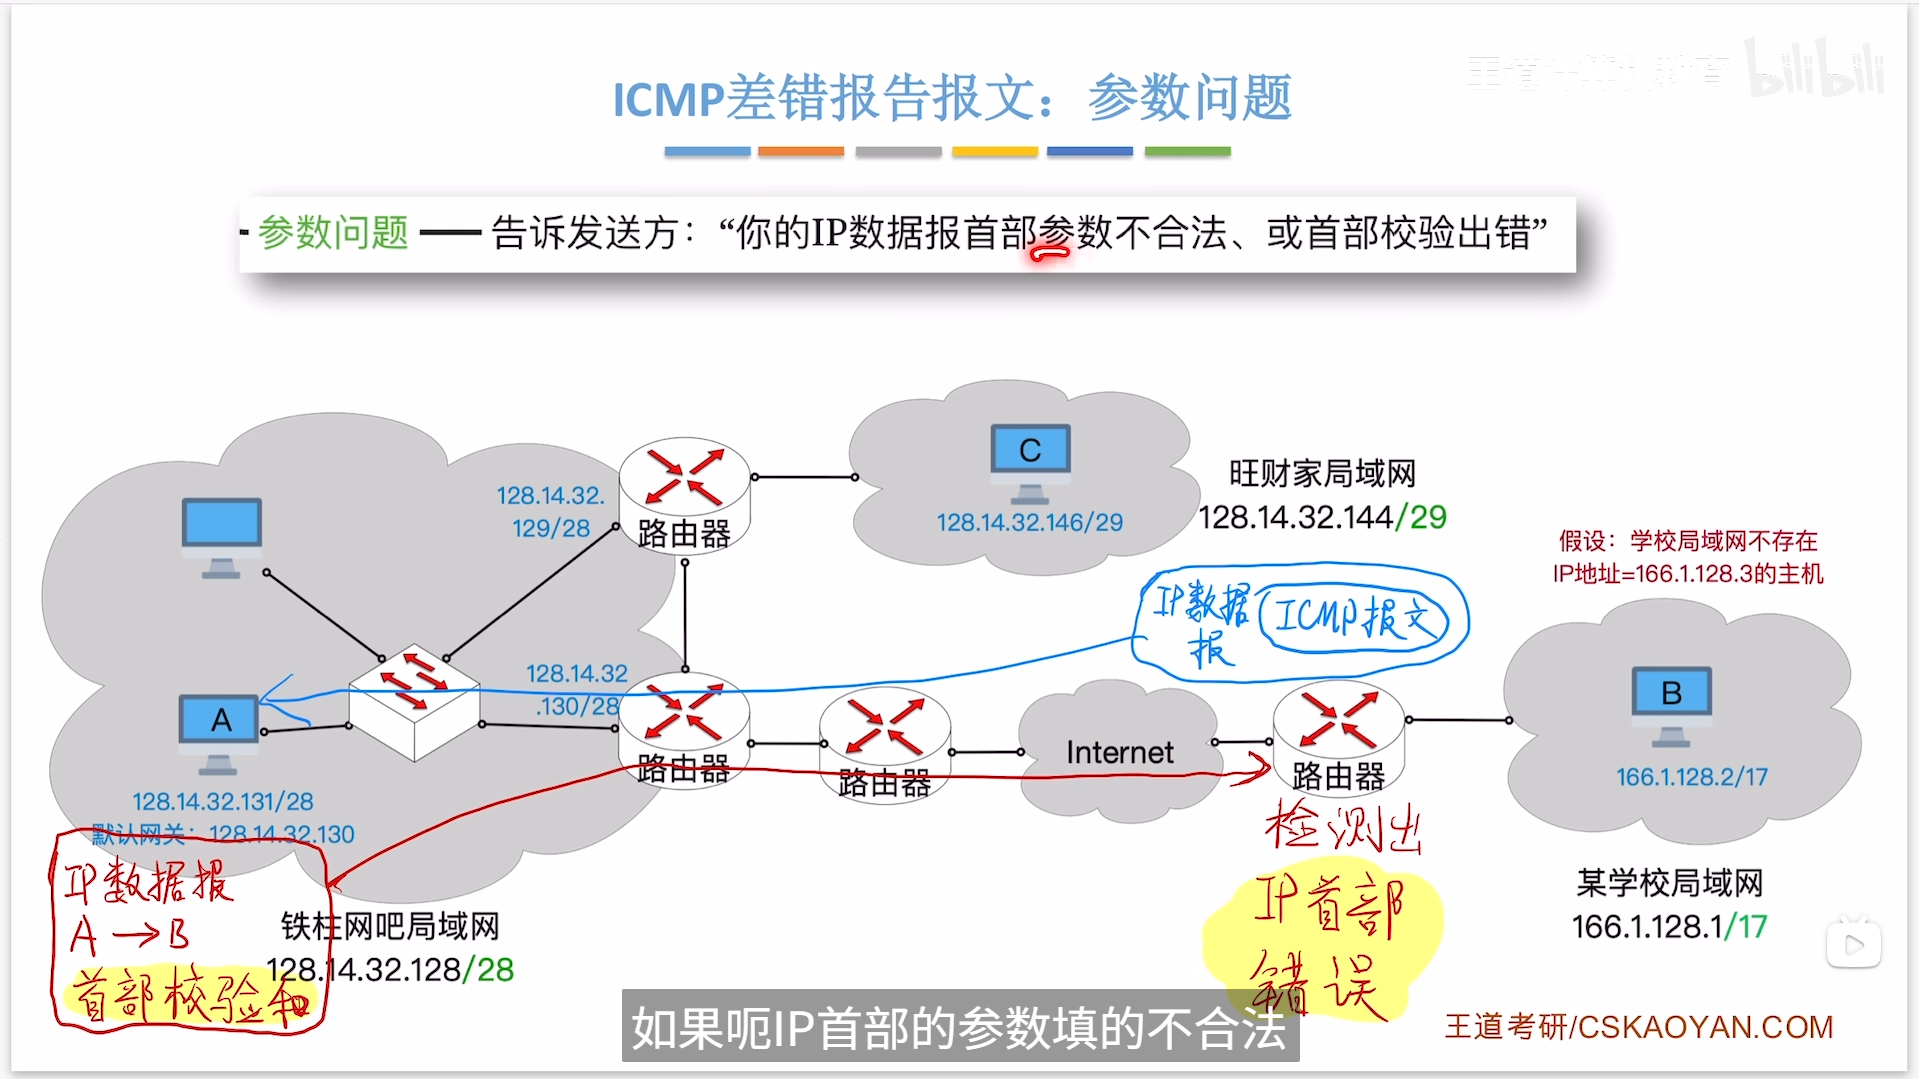 ICMP差错报告报文：参数问题
bilibili
参数问题 —— 告诉发送方：“你的IP数据报首部参数不合法、或首部校验出错”
C
128.14.32.146/29
旺财家局域网
128.14.32.144/29
128.14.32.
129/28
路由器
假设：学校局域网不存在
IP地址=166.1.128.3的主机
IP数据报
ICMP报文
128.14.32
.130/28
A
128.14.32.131/28
默认网关：128.14.32.130
路由器
路由器
Internet
路由器
B
166.1.128.2/17
检测出
IP首部
错误
IP数据报
A→B
首部校验和
铁柱网吧局域网
128.14.32.128/28
某学校局域网
166.1.128.1/17
如果呃IP首部的参数填的不合法
王道考研/CSKAOYAN.COM